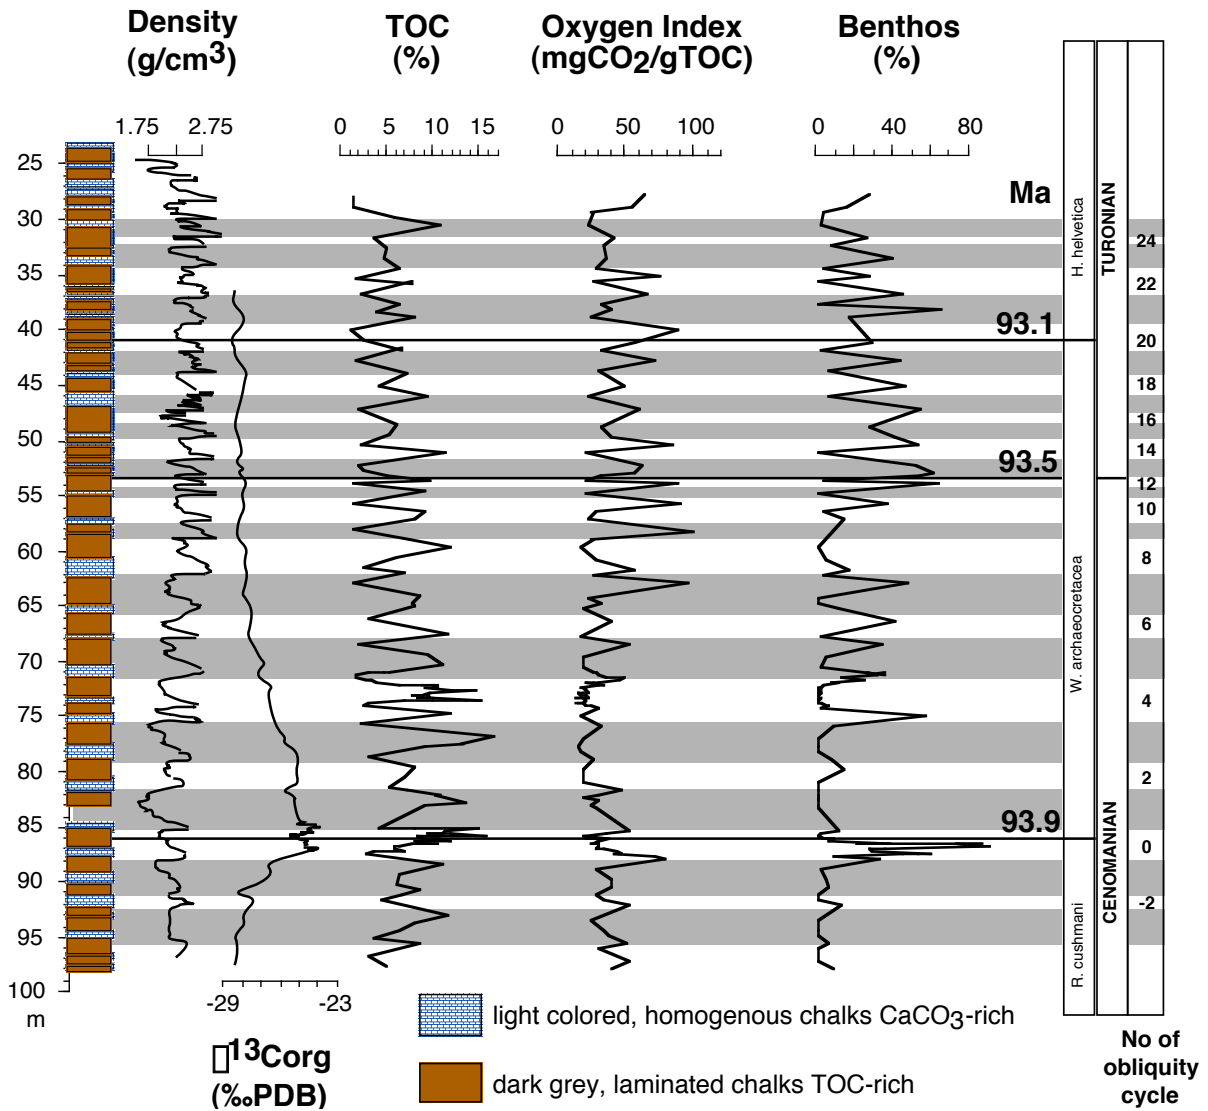 Density
(g/cm3)
TOC
(%)
Oxygen Index
(mgCO2/gTOC)
Benthos
(%)
1.75 2.75
0 5 10 15
0 50 100
0 40 80
Ma
25
30
35
40
45
50
55
60
65
70
75
80
85
90
95
100
m
93.1
93.5
93.9
H. helvetica
W. archaeocretacea
R. cushmani
TURONIAN
CENOMANIAN
24
22
20
18
16
14
12
10
8
6
4
2
0
-2
No of
obliquity
cycle
-29 -23
13Corg
(‰PDB)
light colored, homogenous chalks CaCO3-rich
dark grey, laminated chalks TOC-rich